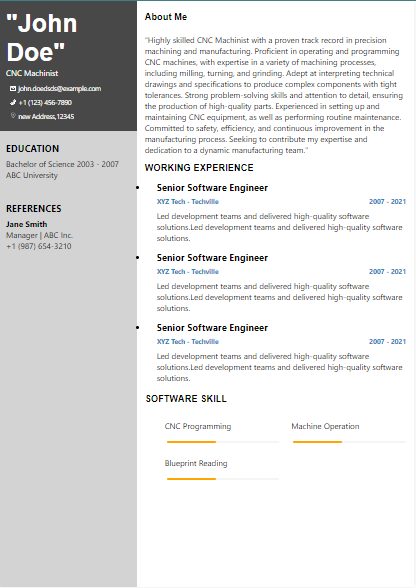 "John
Doe"
CNC Machinist
john.doedsds@example.com
+1 (123) 456-7890
new Address,12345
EDUCATION
Bachelor of Science 2003 - 2007
ABC University
REFERENCES
Jane Smith
Manager | ABC Inc.
+1 (987) 654-3210
About Me
"Highly skilled CNC Machinist with a proven track record in precision
machining and manufacturing. Proficient in operating and programming
CNC machines, with expertise in a variety of machining processes,
including milling, turning, and grinding. Adept at interpreting technical
drawings and specifications to produce complex components with tight
tolerances. Strong problem-solving skills and attention to detail, ensuring
the production of high-quality parts. Experienced in setting up and
maintaining CNC equipment, as well as performing routine maintenance.
Committed to safety, efficiency, and continuous improvement in the
manufacturing process. Seeking to contribute my expertise and
dedication to a dynamic manufacturing team."
WORKING EXPERIENCE
Senior Software Engineer
XYZ Tech - Techville 2007 - 2021
Led development teams and delivered high-quality software
solutions.Led development teams and delivered high-quality software
solutions.
Senior Software Engineer
XYZ Tech - Techville 2007 - 2021
Led development teams and delivered high-quality software
solutions.Led development teams and delivered high-quality software
solutions.
Senior Software Engineer
XYZ Tech - Techville 2007 - 2021
Led development teams and delivered high-quality software
solutions.Led development teams and delivered high-quality software
solutions.
SOFTWARE SKILL
CNC Programming Machine Operation
Blueprint Reading